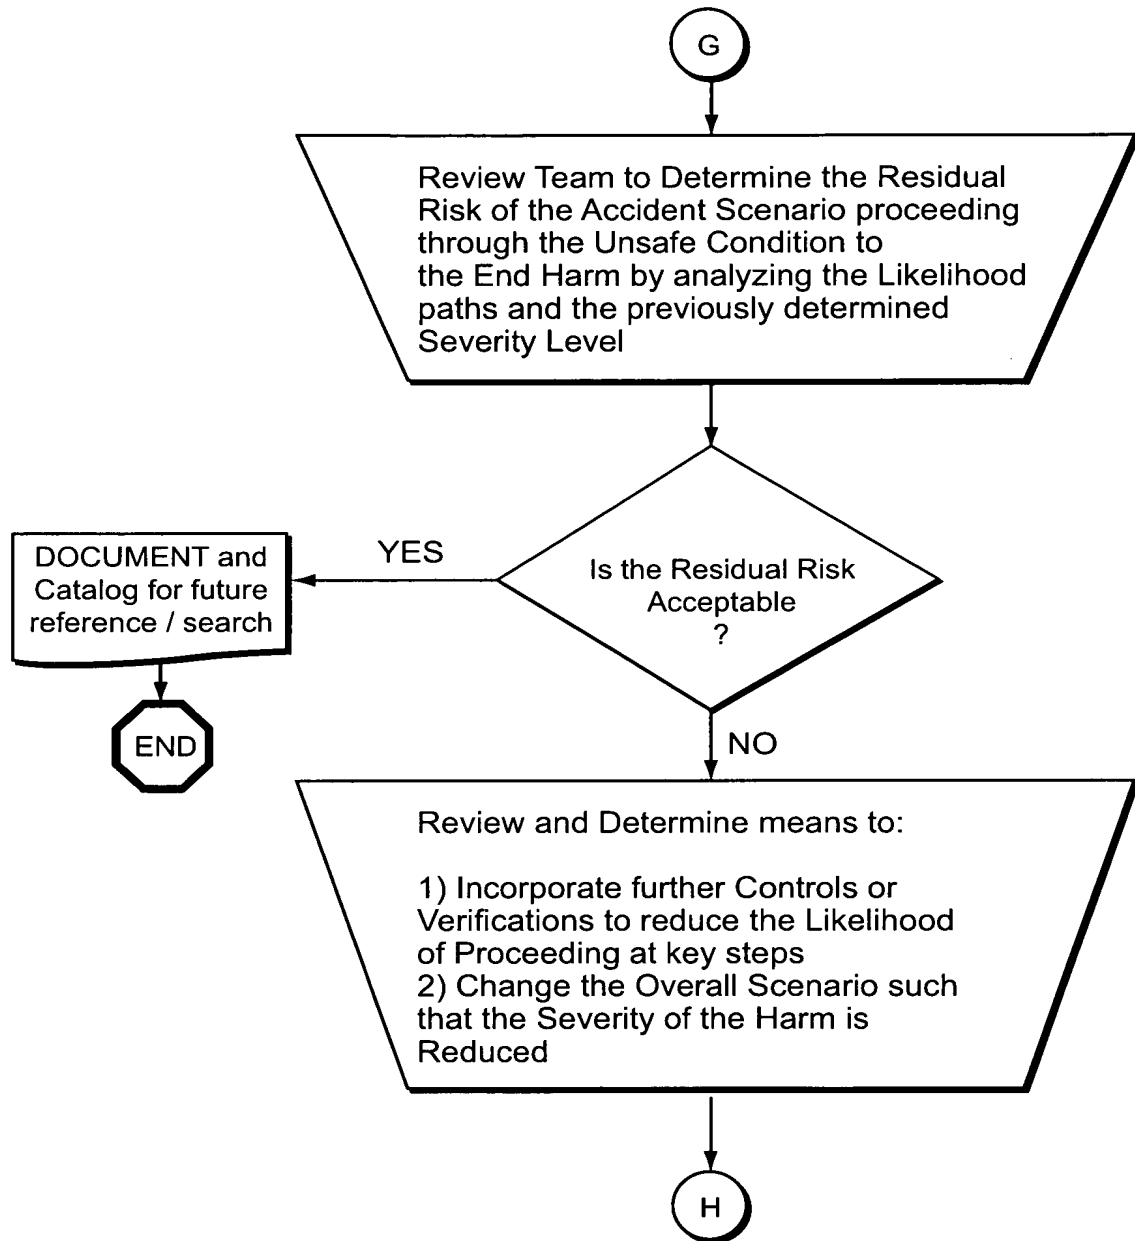 G
Review Team to Determine the Residual
Risk of the Accident Scenario proceeding
through the Unsafe Condition to
the End Harm by analyzing the Likelihood
paths and the previously determined
Severity Level
Is the Residual Risk
Acceptable
?
YES
DOCUMENT and
Catalog for future
reference / search
END
NO
Review and Determine means to:
1) Incorporate further Controls or
Verifications to reduce the Likelihood
of Proceeding at key steps
2) Change the Overall Scenario such
that the Severity of the Harm is
Reduced
H